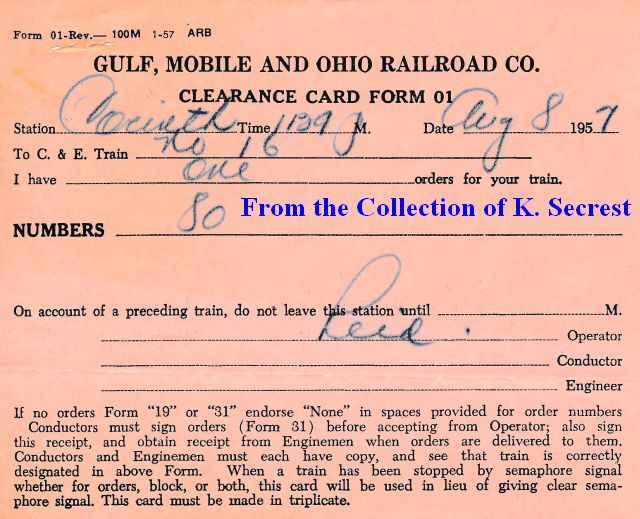 Form 01-Rev.— 100M 1-57 ARB
GULF, MOBILE AND OHIO RAILROAD CO.
CLEARANCE CARD FORM 01
Station Corinth Time 1139 P M. Date Aug 8 1957
To C. & E. Train No 16
I have One orders for your train.
80 From the Collection of K. Secrest
NUMBERS
On account of a preceding train, do not leave this station until M.
Reid. Operator
Conductor
Engineer
If no orders Form "19" or "31" endorse "None" in spaces provided for order numbers
Conductors must sign orders (Form 31) before accepting from Operator; also sign
this receipt, and obtain receipt from Enginemen when orders are delivered to them.
Conductors and Enginemen must each have copy, and see that train is correctly
designated in above Form. When a train has been stopped by semaphore signal
whether for orders, block, or both, this card will be used in lieu of giving clear sema-
phore signal. This card must be made in triplicate.